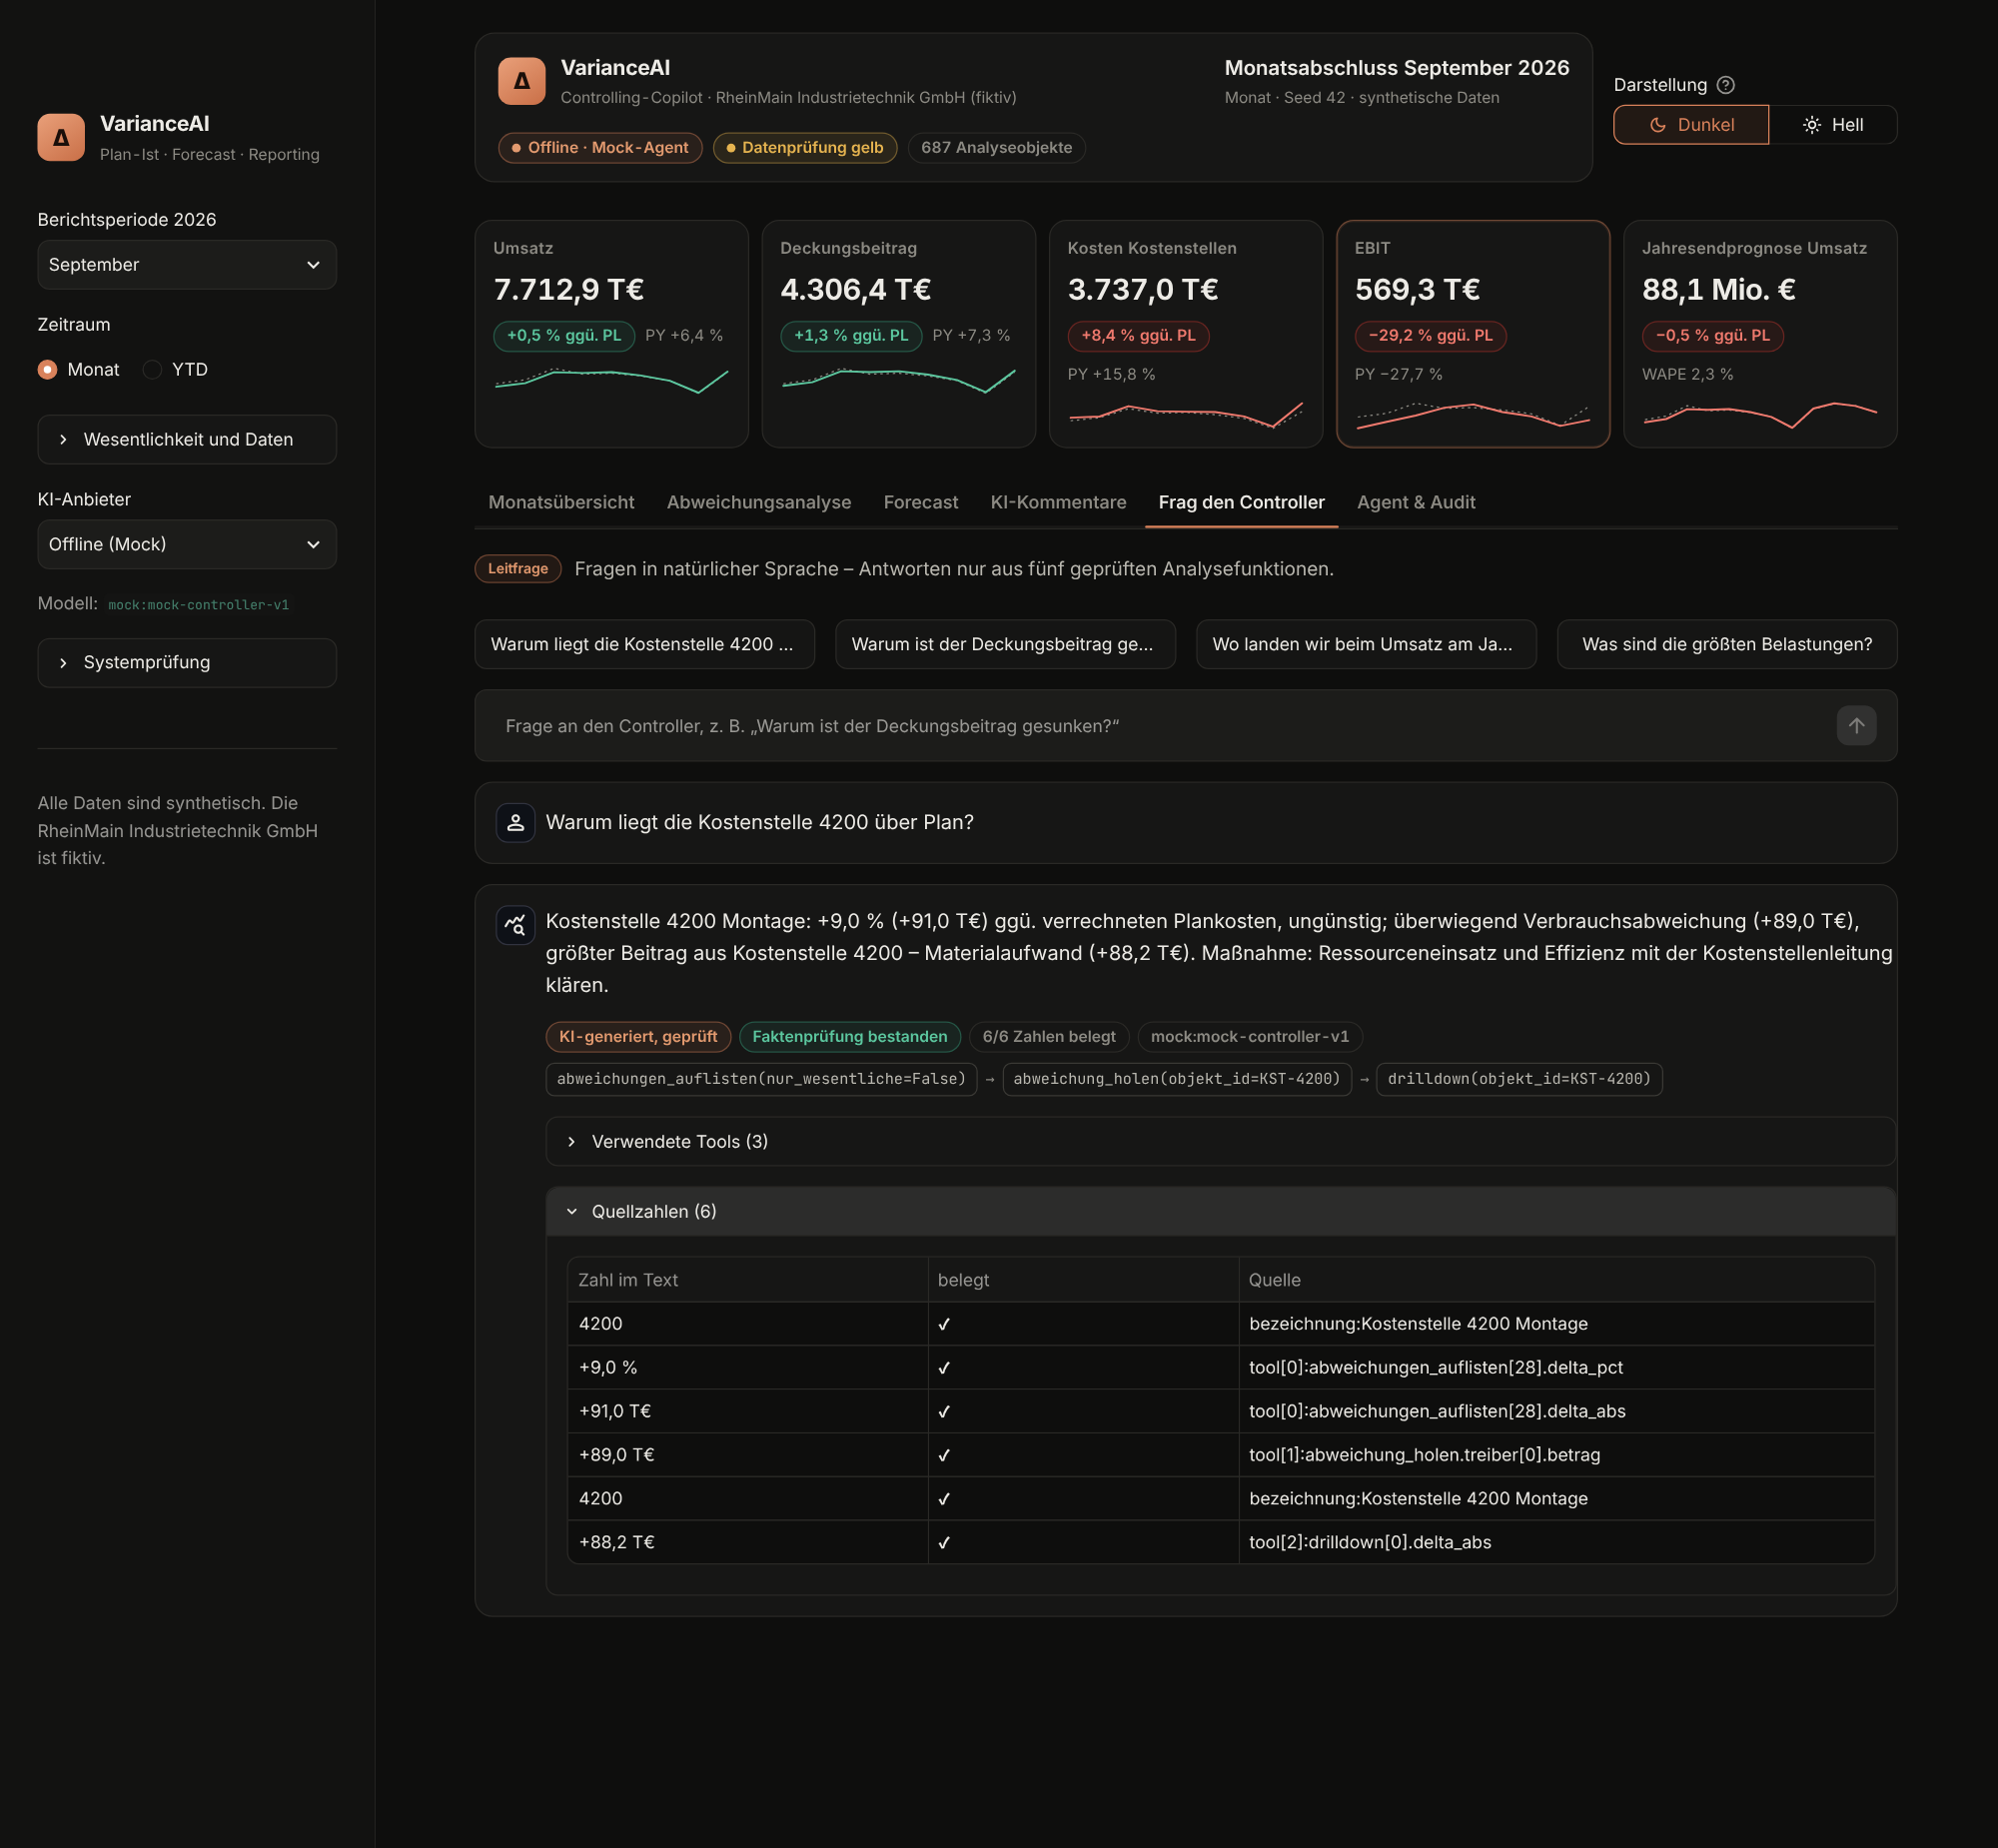 VarianceAI
Plan-Ist · Forecast · Reporting
Berichtsperiode 2026
September
Zeitraum
Monat
YTD
Wesentlichkeit und Daten
KI-Anbieter
Offline (Mock)
Modell: mock:mock-controller-v1
Systemprüfung
Alle Daten sind synthetisch. Die
RheinMain Industrietechnik GmbH
ist fiktiv.
VarianceAI
Controlling-Copilot · RheinMain Industrietechnik GmbH (fiktiv)
Monatsabschluss September 2026
Monat · Seed 42 · synthetische Daten
Offline · Mock-Agent
Datenprüfung gelb
687 Analyseobjekte
Darstellung
Dunkel
Hell
Umsatz
7.712,9 T€
+0,5 % ggü. PL PY +6,4 %
Deckungsbeitrag
4.306,4 T€
+1,3 % ggü. PL PY +7,3 %
Kosten Kostenstellen
3.737,0 T€
+8,4 % ggü. PL
PY +15,8 %
EBIT
569,3 T€
−29,2 % ggü. PL
PY −27,7 %
Jahresendprognose Umsatz
88,1 Mio. €
−0,5 % ggü. PL
WAPE 2,3 %
Monatsübersicht
Abweichungsanalyse
Forecast
KI-Kommentare
Frag den Controller
Agent & Audit
Leitfrage Fragen in natürlicher Sprache – Antworten nur aus fünf geprüften Analysefunktionen.
Warum liegt die Kostenstelle 4200 ...
Warum ist der Deckungsbeitrag ge...
Wo landen wir beim Umsatz am Ja...
Was sind die größten Belastungen?
Frage an den Controller, z. B. „Warum ist der Deckungsbeitrag gesunken?“
Warum liegt die Kostenstelle 4200 über Plan?
Kostenstelle 4200 Montage: +9,0 % (+91,0 T€) ggü. verrechneten Plankosten, ungünstig; überwiegend Verbrauchsabweichung (+89,0 T€),
größter Beitrag aus Kostenstelle 4200 – Materialaufwand (+88,2 T€). Maßnahme: Ressourceneinsatz und Effizienz mit der Kostenstellenleitung
klären.
KI-generiert, geprüft
Faktenprüfung bestanden
6/6 Zahlen belegt
mock:mock-controller-v1
abweichungen_auflisten(nur_wesentliche=False) → abweichung_holen(objekt_id=KST-4200) → drilldown(objekt_id=KST-4200)
Verwendete Tools (3)
Quellzahlen (6)
Zahl im Text belegt Quelle
4200 ✓ bezeichnung:Kostenstelle 4200 Montage
+9,0 % ✓ tool[0]:abweichungen_auflisten[28].delta_pct
+91,0 T€ ✓ tool[0]:abweichungen_auflisten[28].delta_abs
+89,0 T€ ✓ tool[1]:abweichung_holen.treiber[0].betrag
4200 ✓ bezeichnung:Kostenstelle 4200 Montage
+88,2 T€ ✓ tool[2]:drilldown[0].delta_abs